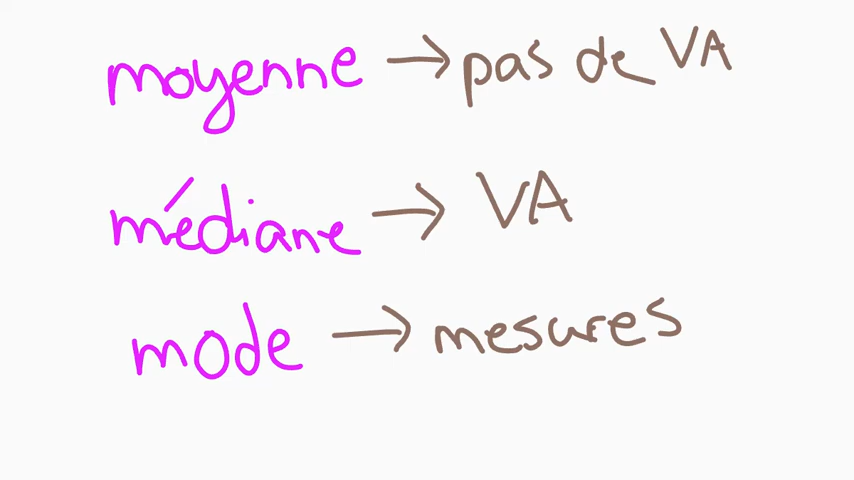 moyenne → pas de VA
médiane → VA
mode → mesures